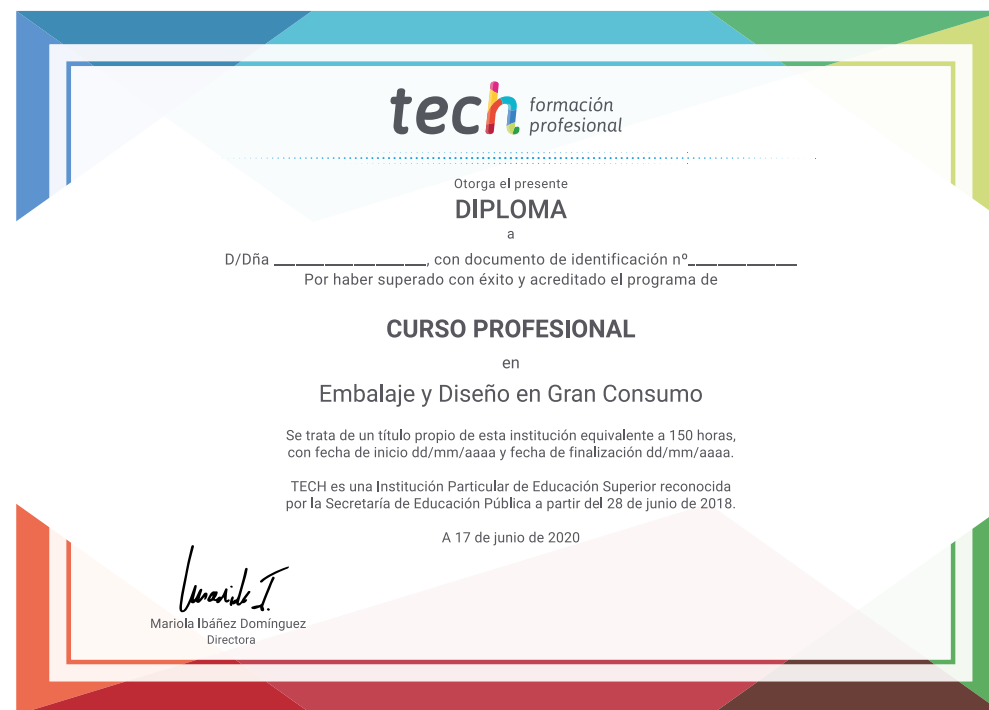 tech formación
profesional
Otorga el presente
DIPLOMA
a
D/Dña ______________, con documento de identificación nº__________
Por haber superado con éxito y acreditado el programa de
CURSO PROFESIONAL
en
Embalaje y Diseño en Gran Consumo
Se trata de un título propio de esta institución equivalente a 150 horas,
con fecha de inicio dd/mm/aaaa y fecha de finalización dd/mm/aaaa.
TECH es una Institución Particular de Educación Superior reconocida
por la Secretaría de Educación Pública a partir del 28 de junio de 2018.
A 17 de junio de 2020
Mariola Ibáñez Domínguez
Directora